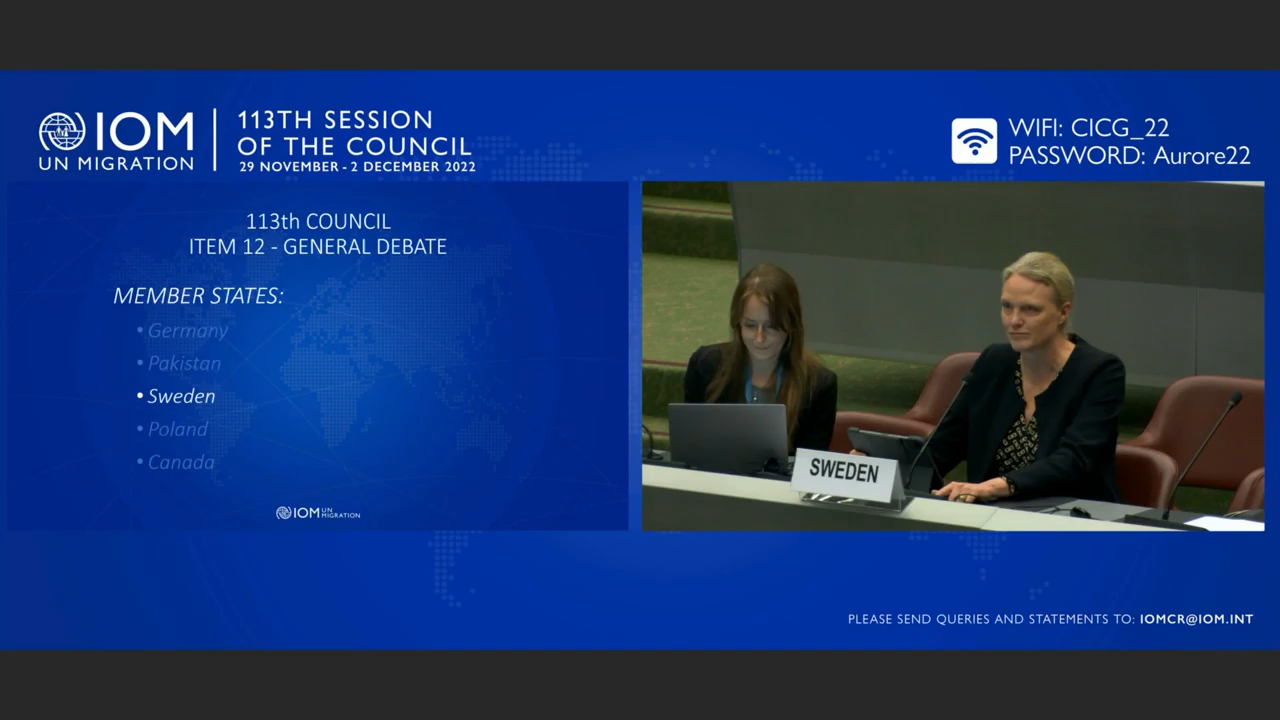 IOM
UN MIGRATION
113TH SESSION
OF THE COUNCIL
29 NOVEMBER - 2 DECEMBER 2022
WIFI: CICG_22
PASSWORD: Aurore22
113th COUNCIL
ITEM 12 - GENERAL DEBATE
MEMBER STATES:
• Germany
• Pakistan
• Sweden
• Poland
• Canada
IOM UN
MIGRATION
SWEDEN
PLEASE SEND QUERIES AND STATEMENTS TO: IOMCR@IOM.INT